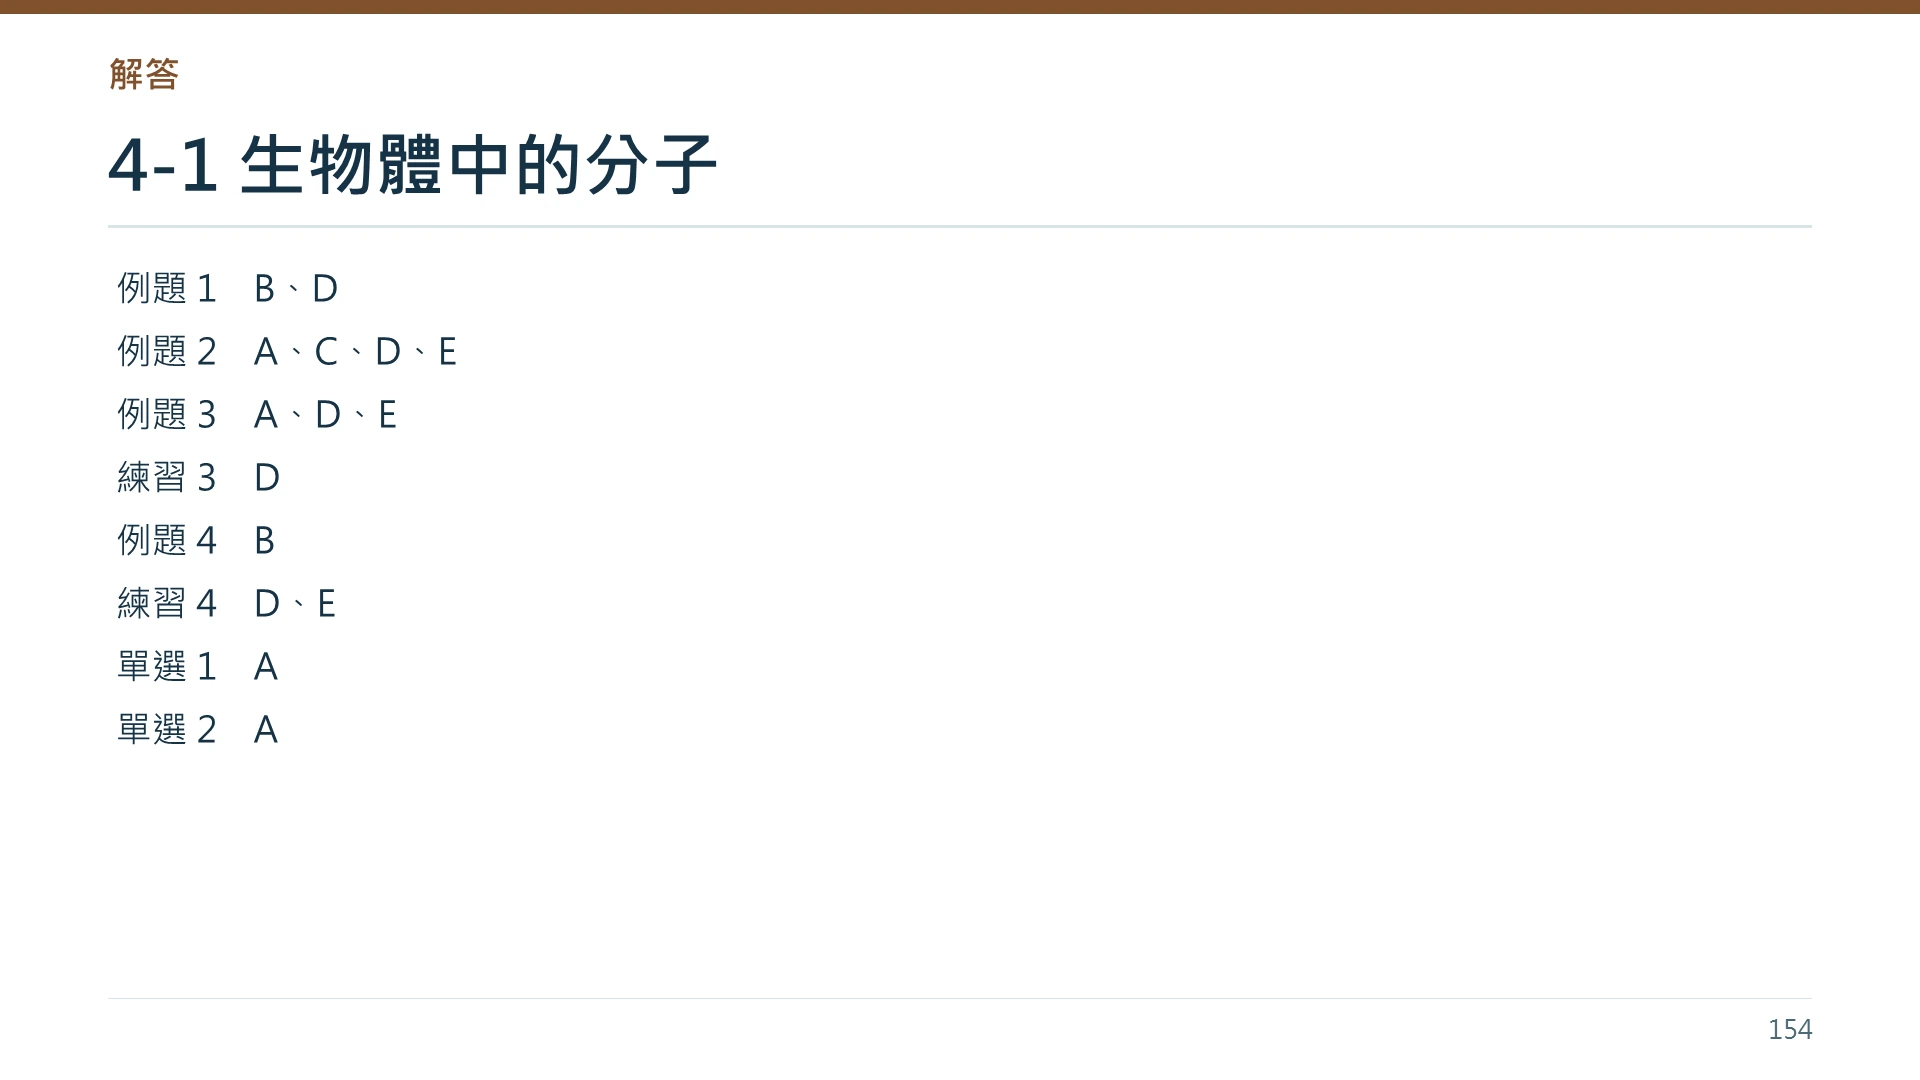 解答
4-1 生物體中的分子
例題 1 B、D
例題 2 A、C、D、E
例題 3 A、D、E
練習 3 D
例題 4 B
練習 4 D、E
單選 1 A
單選 2 A
154